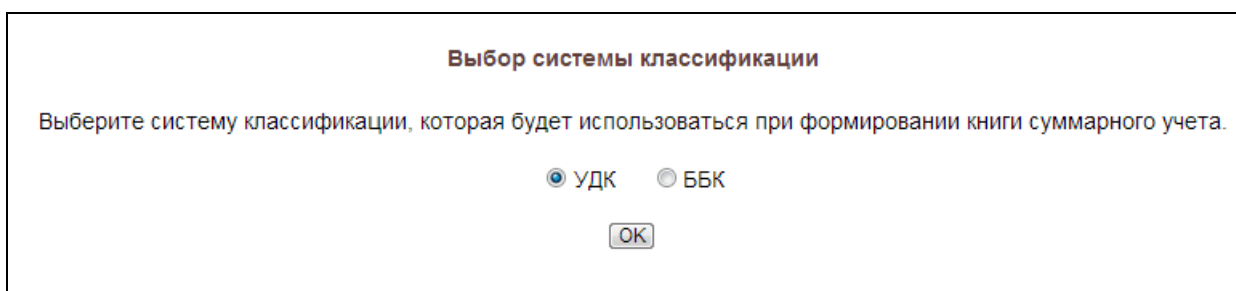 Выбор системы классификации
Выберите систему классификации, которая будет использоваться при формировании книги суммарного учета.
УДК ББК
OK